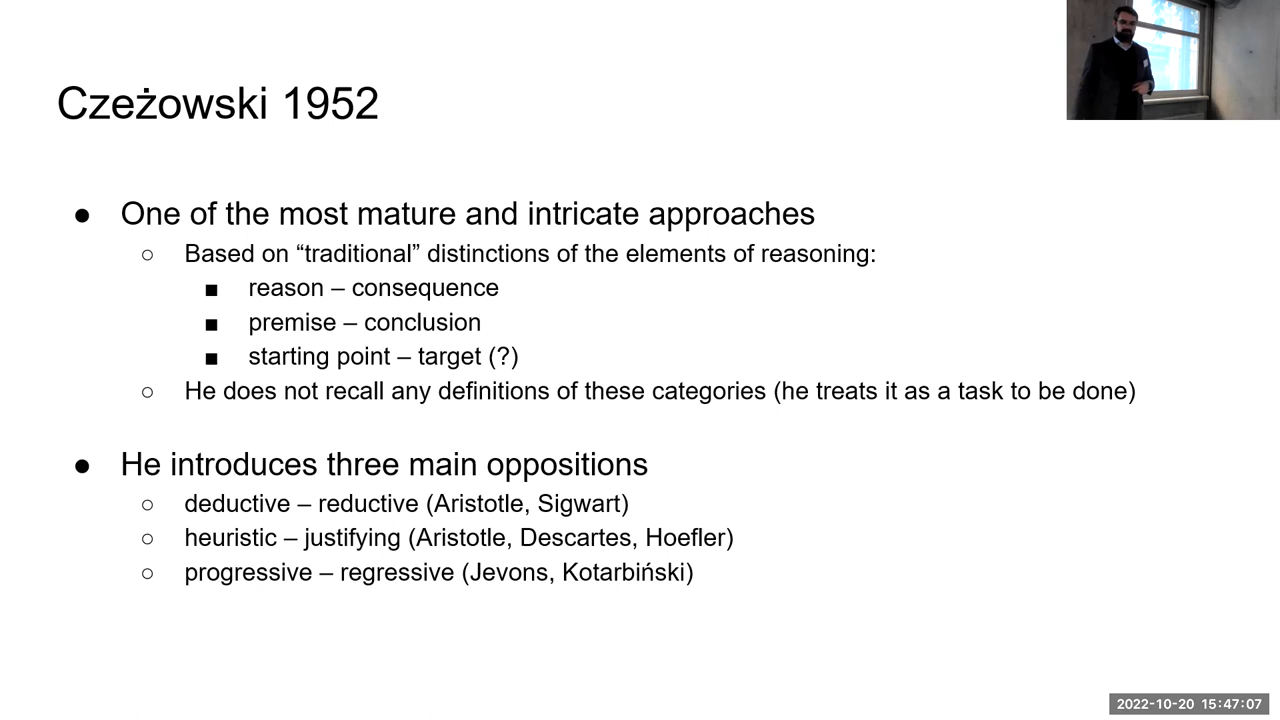 Czeżowski 1952
● One of the most mature and intricate approaches
○ Based on “traditional” distinctions of the elements of reasoning:
■ reason – consequence
■ premise – conclusion
■ starting point – target (?)
○ He does not recall any definitions of these categories (he treats it as a task to be done)
● He introduces three main oppositions
○ deductive – reductive (Aristotle, Sigwart)
○ heuristic – justifying (Aristotle, Descartes, Hoefler)
○ progressive – regressive (Jevons, Kotarbiński)
2022-10-20 15:47:07